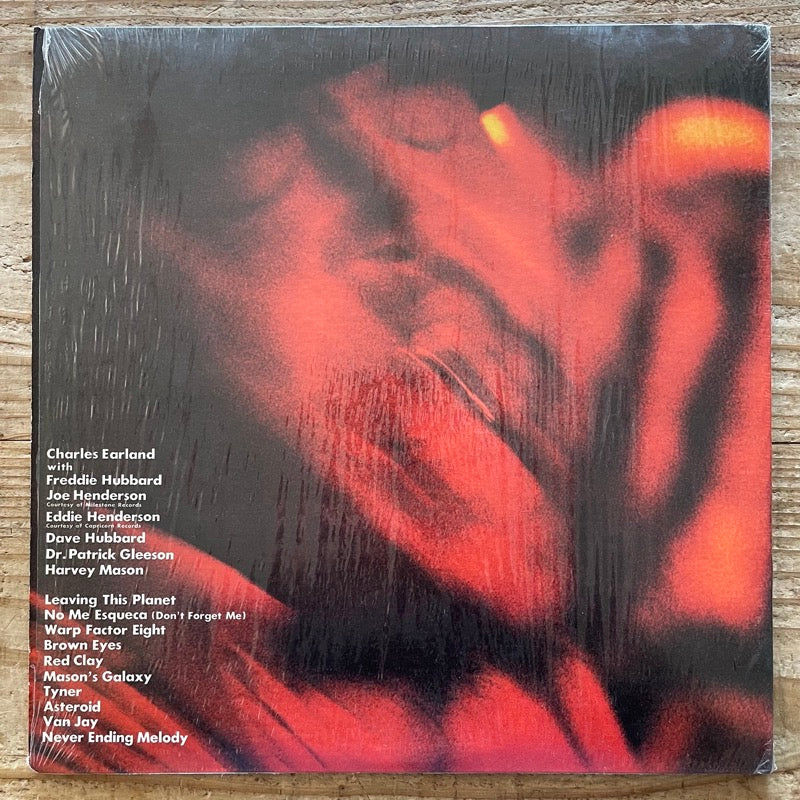 Charles Earland
with
Freddie Hubbard
Joe Henderson
Courtesy of Milestone Records
Eddie Henderson
Courtesy of Capricorn Records
Dave Hubbard
Dr. Patrick Gleeson
Harvey Mason
Leaving This Planet
No Me Esqueca (Don't Forget Me)
Warp Factor Eight
Brown Eyes
Red Clay
Mason's Galaxy
Tyner
Asteroid
Van Jay
Never Ending Melody